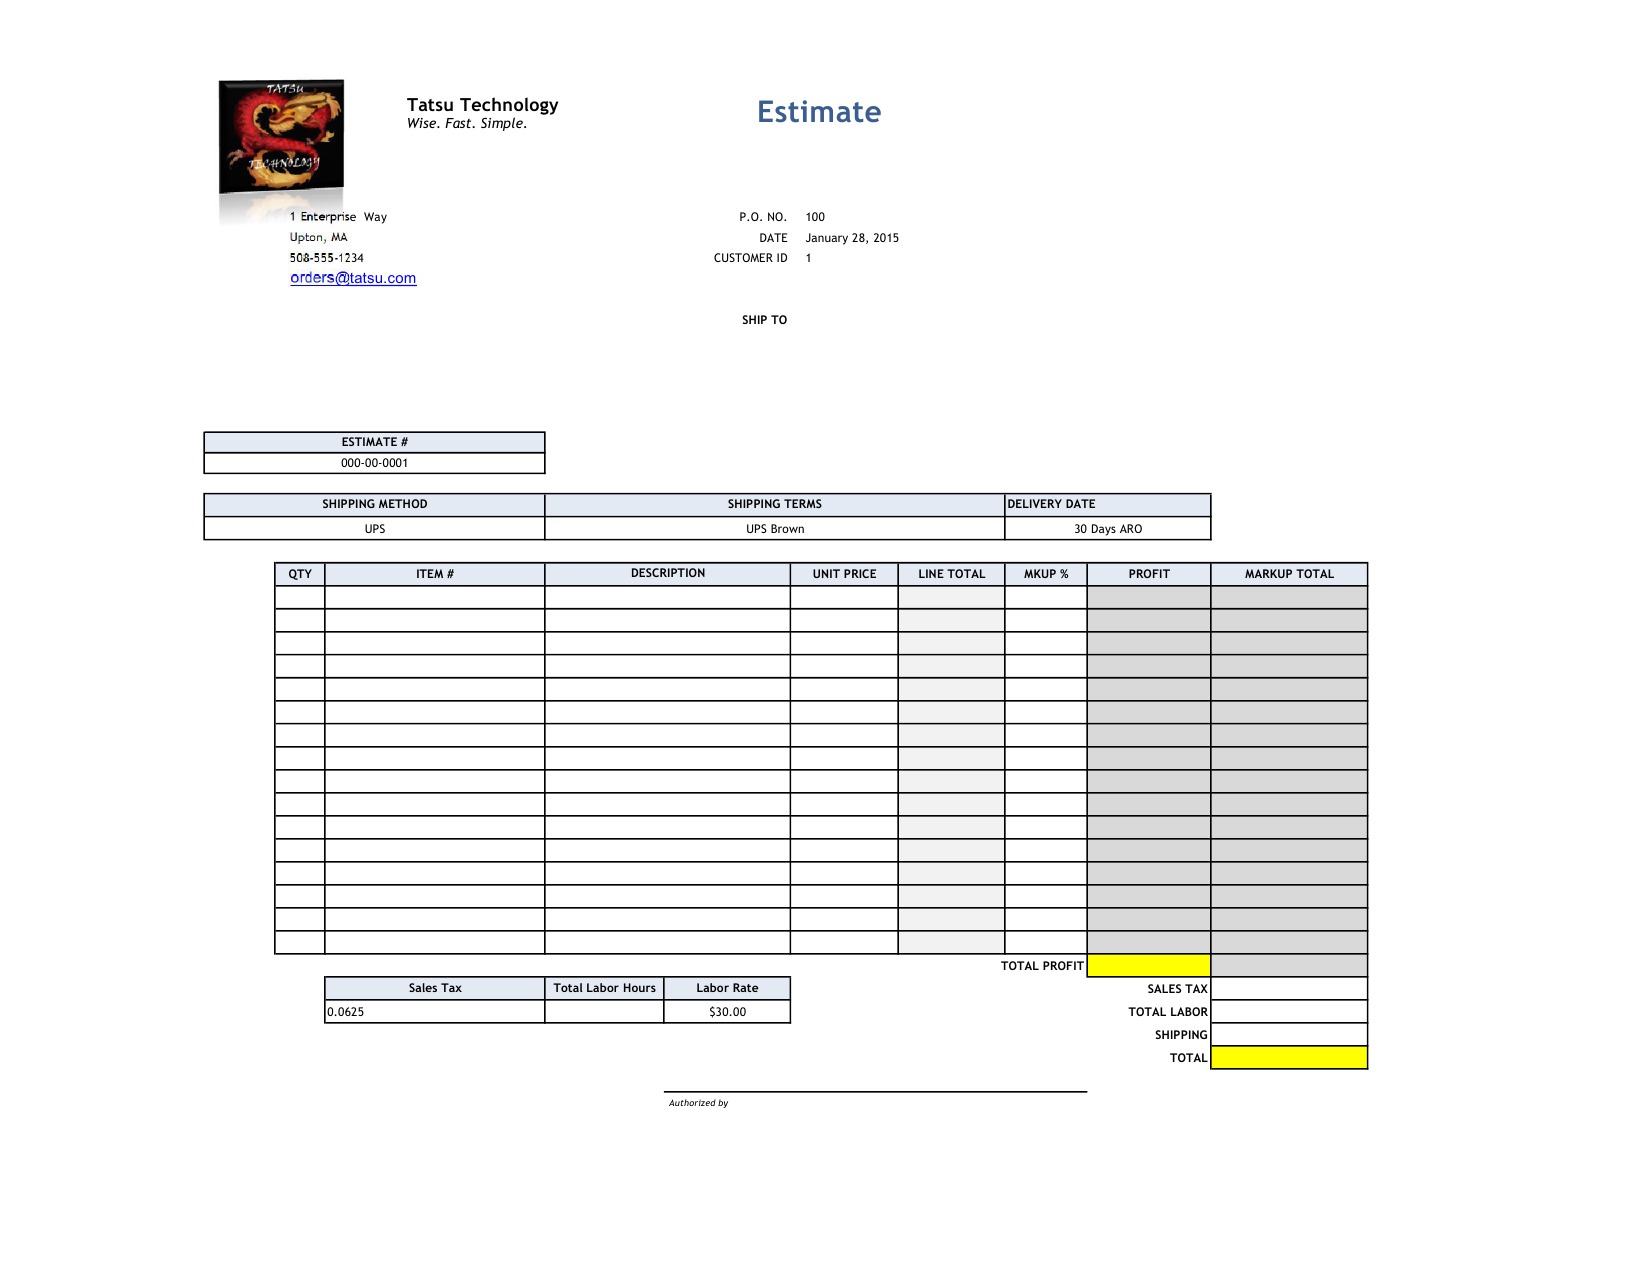 TATSU
TECHNOLOGY
Tatsu Technology
Wise. Fast. Simple.
Estimate
1 Enterprise Way
Upton, MA
508-555-1234
orders@tatsu.com
P.O. NO. 100
DATE January 28, 2015
CUSTOMER ID 1
SHIP TO
ESTIMATE #
000-00-0001
SHIPPING METHOD SHIPPING TERMS DELIVERY DATE
UPS UPS Brown 30 Days ARO
QTY ITEM # DESCRIPTION UNIT PRICE LINE TOTAL MKUP % PROFIT MARKUP TOTAL
TOTAL PROFIT
Sales Tax Total Labor Hours Labor Rate
0.0625 $30.00
SALES TAX
TOTAL LABOR
SHIPPING
TOTAL
Authorized by